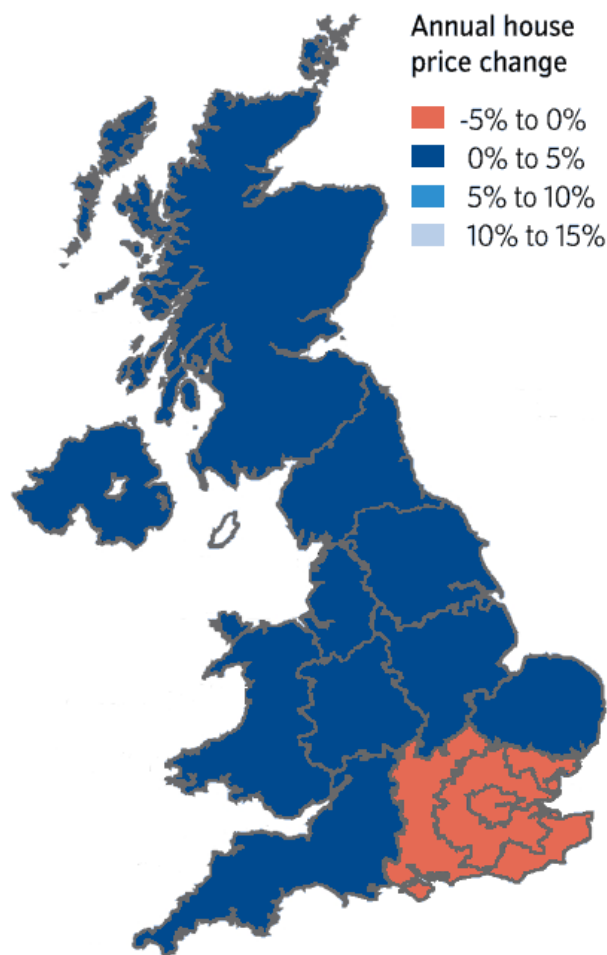 Annual house
price change
-5% to 0%
0% to 5%
5% to 10%
10% to 15%